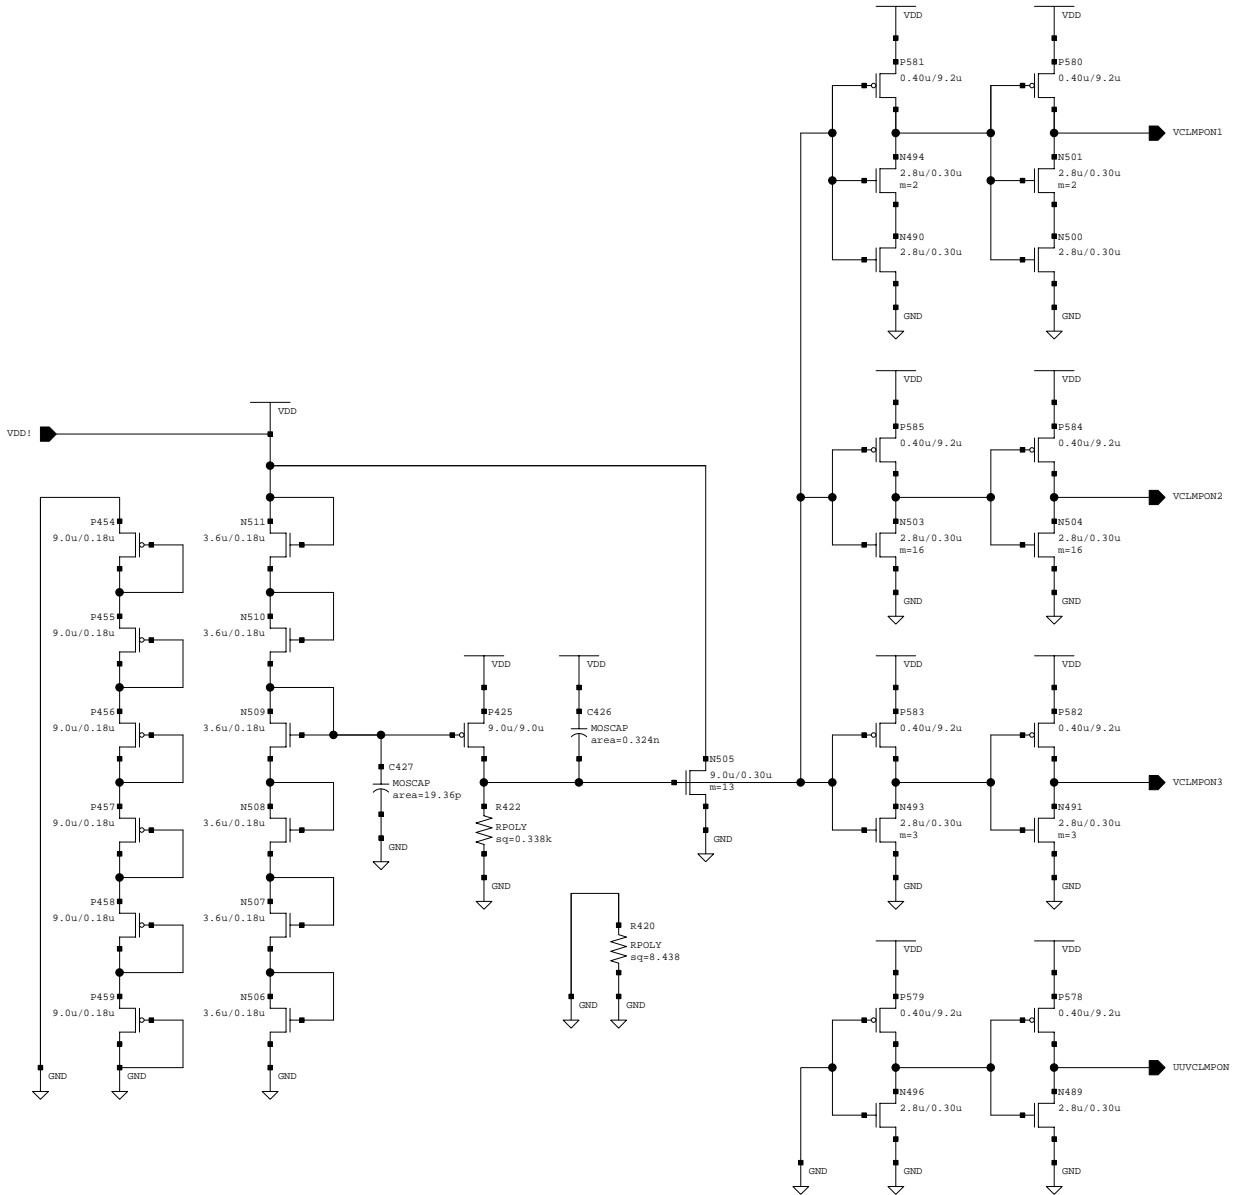 VDD
P581
0.40u/9.2u
N494
2.8u/0.30u
m=2
N490
2.8u/0.30u
GND
VDD
P580
0.40u/9.2u
VCLMPON1
N501
2.8u/0.30u
m=2
N500
2.8u/0.30u
GND
VDD
P585
0.40u/9.2u
N503
2.8u/0.30u
m=16
GND
VDD
P584
0.40u/9.2u
VCLMPON2
N504
2.8u/0.30u
m=16
GND
VDD!
VDD
P454
9.0u/0.18u
P455
9.0u/0.18u
P456
9.0u/0.18u
P457
9.0u/0.18u
P458
9.0u/0.18u
P459
9.0u/0.18u
GND
GND
N511
3.6u/0.18u
N510
3.6u/0.18u
N509
3.6u/0.18u
N508
3.6u/0.18u
N507
3.6u/0.18u
N506
3.6u/0.18u
GND
C427
MOSCAP
area=19.36p
GND
VDD
P425
9.0u/9.0u
R422
RPOLY
sq=0.338k
GND
VDD
C426
MOSCAP
area=0.324n
N505
9.0u/0.30u
m=13
GND
R420
RPOLY
sq=8.438
GND
GND
VDD
P583
0.40u/9.2u
N493
2.8u/0.30u
m=3
GND
VDD
P582
0.40u/9.2u
VCLMPON3
N491
2.8u/0.30u
m=3
GND
VDD
P579
0.40u/9.2u
N496
2.8u/0.30u
GND
GND
VDD
P578
0.40u/9.2u
UUVCLMPON
N489
2.8u/0.30u
GND